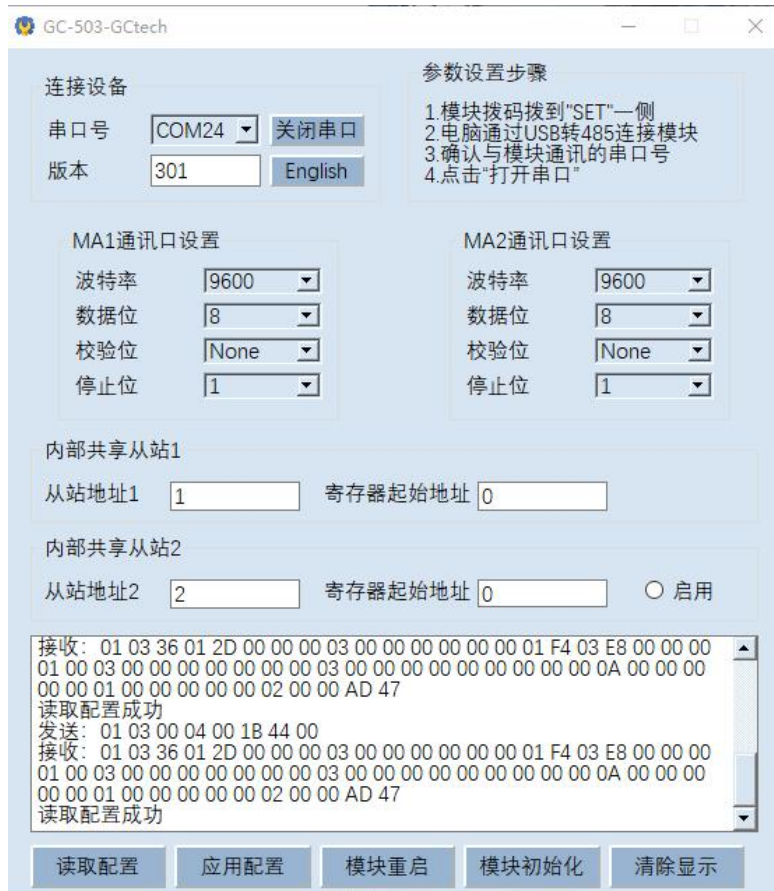 GC-503-GCtech
连接设备
串口号 COM24 关闭串口
版本 301 English
参数设置步骤
1.模块拨码拨到"SET"一侧
2.电脑通过USB转485连接模块
3.确认与模块通讯的串口号
4.点击“打开串口”
MA1通讯口设置
波特率 9600
数据位 8
校验位 None
停止位 1
MA2通讯口设置
波特率 9600
数据位 8
校验位 None
停止位 1
内部共享从站1
从站地址1 1 寄存器起始地址 0
内部共享从站2
从站地址2 2 寄存器起始地址 0 启用
接收：01 03 36 01 2D 00 00 00 03 00 00 00 00 00 00 01 F4 03 E8 00 00 00
01 00 03 00 00 00 00 00 00 00 03 00 00 00 00 00 00 00 00 00 0A 00 00 00
00 00 01 00 00 00 00 00 02 00 00 AD 47
读取配置成功
发送：01 03 00 04 00 1B 44 00
接收：01 03 36 01 2D 00 00 00 03 00 00 00 00 00 00 01 F4 03 E8 00 00 00
01 00 03 00 00 00 00 00 00 00 03 00 00 00 00 00 00 00 00 00 0A 00 00 00
00 00 01 00 00 00 00 00 02 00 00 AD 47
读取配置成功
读取配置 应用配置 模块重启 模块初始化 清除显示